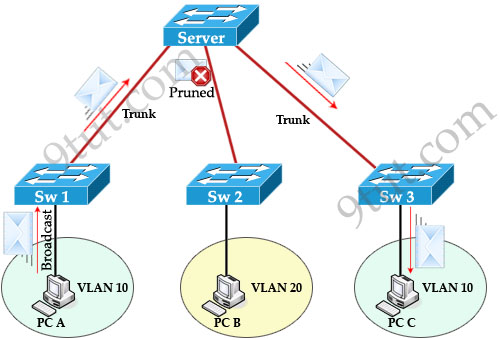 Server
Pruned
Trunk
Trunk
Sw 1
Sw 2
Sw 3
Broadcast
VLAN 10
VLAN 20
VLAN 10
PC A
PC B
PC C
9tut.com
9tut.com